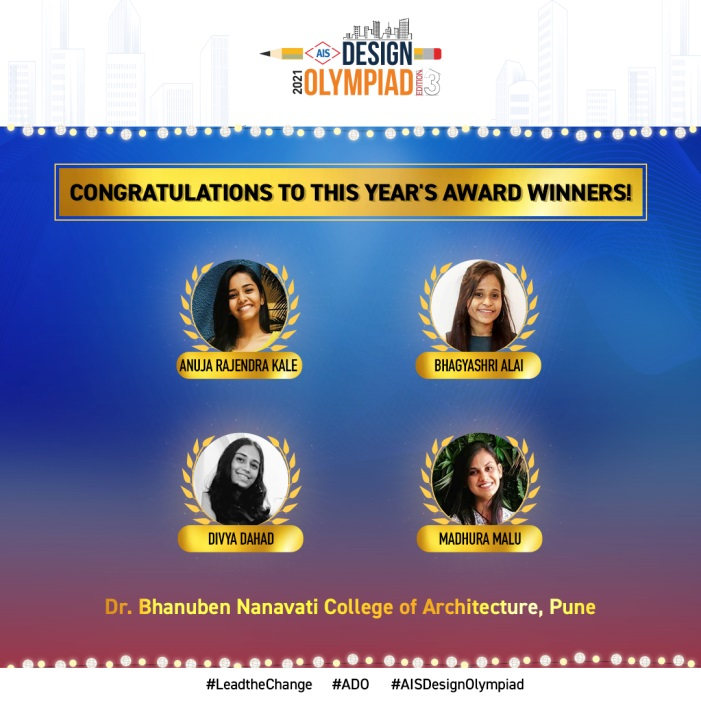 AIS DESIGN
2021 OLYMPIAD EDITION 3
CONGRATULATIONS TO THIS YEAR'S AWARD WINNERS!
ANUJA RAJENDRA KALE
BHAGYASHRI ALAI
DIVYA DAHAD
MADHURA MALU
Dr. Bhanuben Nanavati College of Architecture, Pune
#LeadtheChange #ADO #AISDesignOlympiad